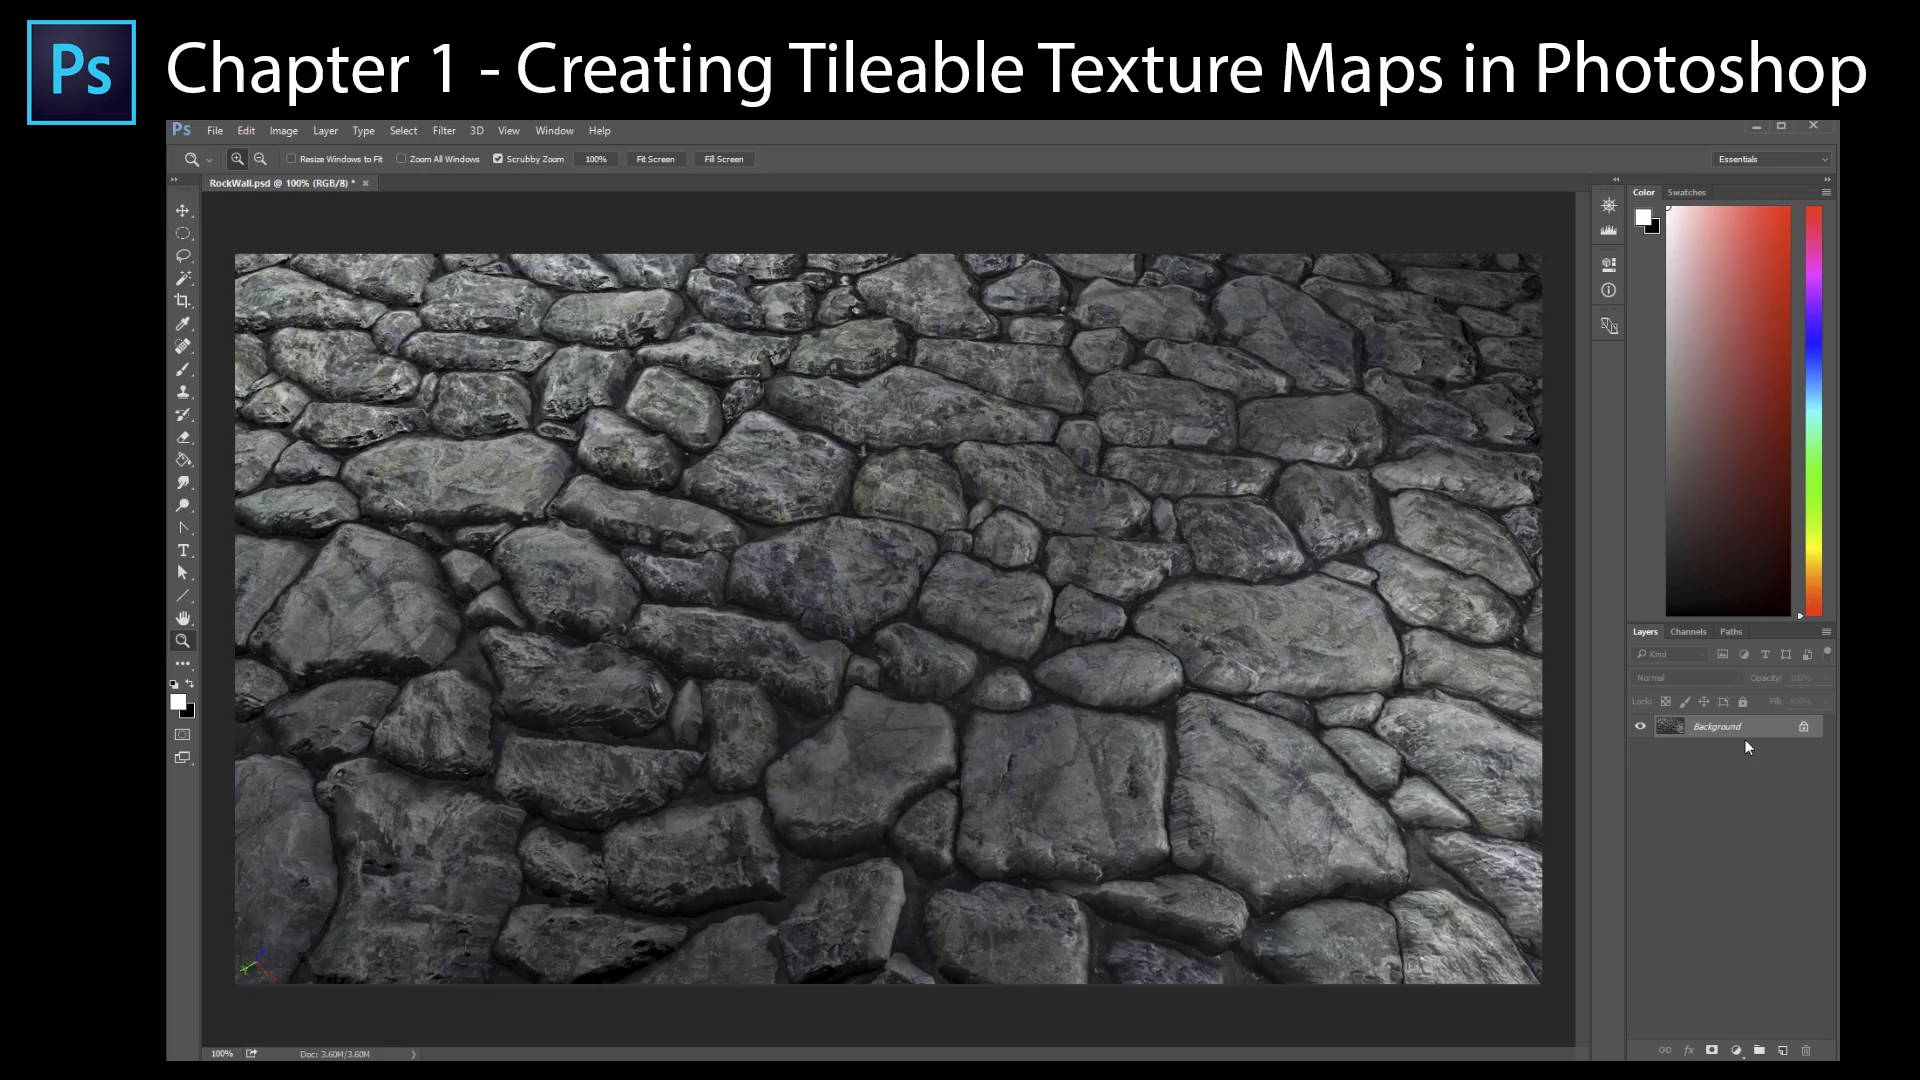 Ps Chapter 1 - Creating Tileable Texture Maps in Photoshop
Ps File Edit Image Layer Type Select Filter 3D View Window Help
Resize Windows to Fit Zoom All Windows Scrubby Zoom 100% Fit Screen Fill Screen Essentials
RockWall.psd @ 100% (RGB/8) *
Color Swatches
Layers Channels Paths
Kind
Normal Opacity: 100%
Lock: Fill: 100%
Background
fx
100% Doc: 3.60M/3.60M